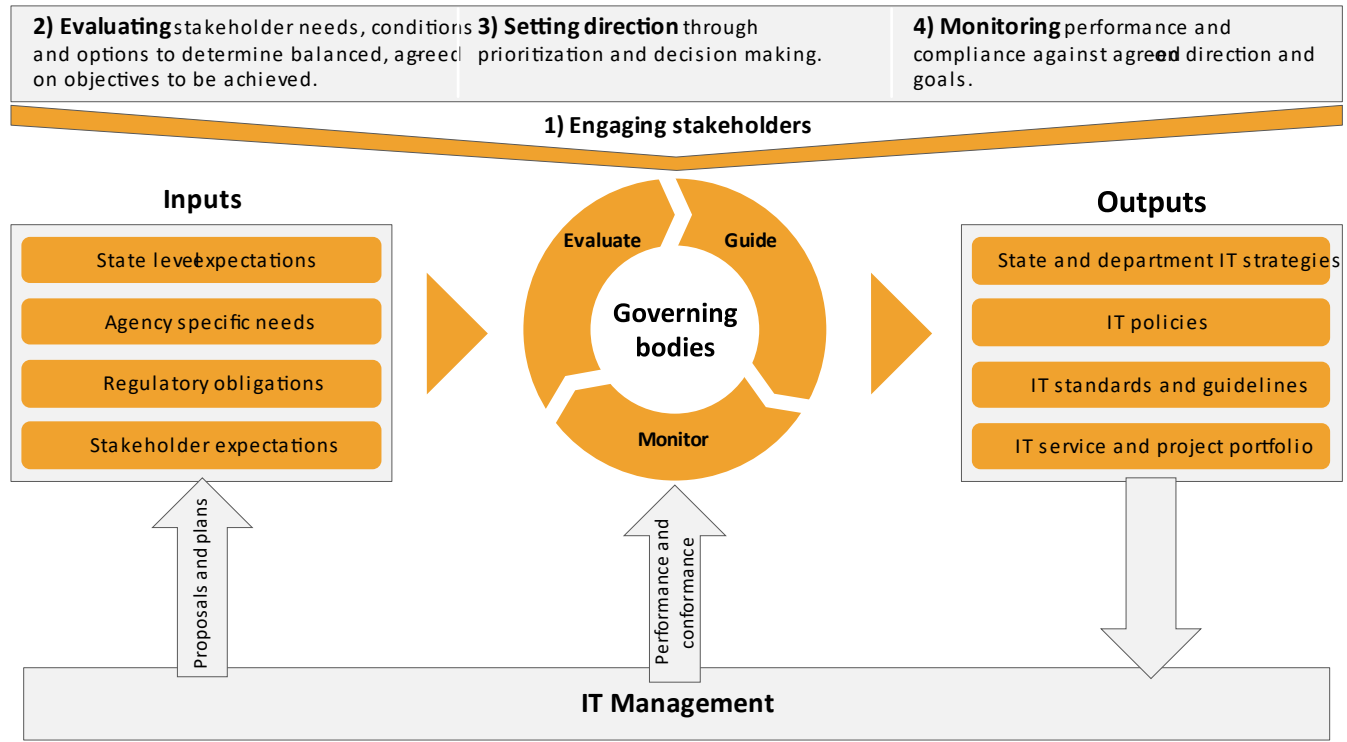 2) Evaluating stakeholder needs, conditions
and options to determine balanced, agreed-
on objectives to be achieved.
3) Setting direction through
prioritization and decision making.
4) Monitoring performance and
compliance against agreed-on direction and
goals.
1) Engaging stakeholders
Inputs
State level expectations
Agency specific needs
Regulatory obligations
Stakeholder expectations
Evaluate
Guide
Governing
bodies
Monitor
Outputs
State and department IT strategies
IT policies
IT standards and guidelines
IT service and project portfolio
Proposals and plans
Performance and
conformance
IT Management